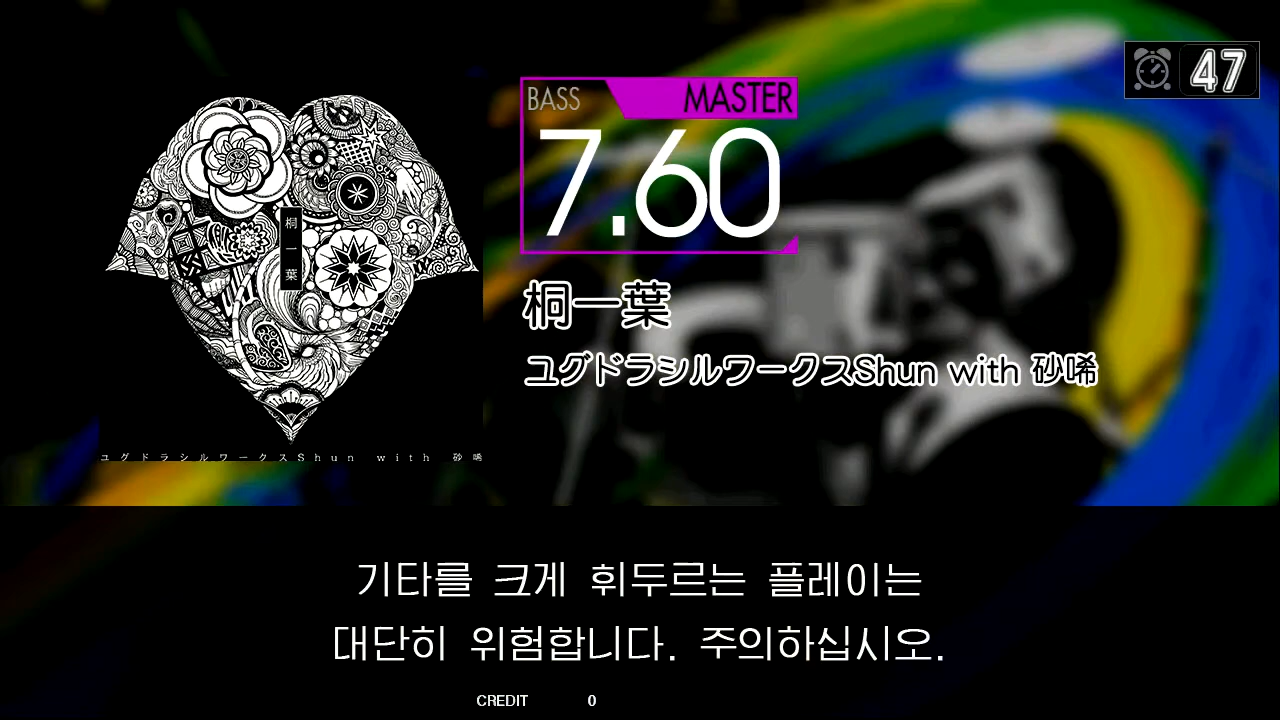 47
BASS MASTER
7.60
桐一葉
桐一葉
ユグドラシルワークスShun with 砂唏
ユグドラシルワークスShun with 砂唏
기타를 크게 휘두르는 플레이는
대단히 위험합니다. 주의하십시오.
CREDIT 0